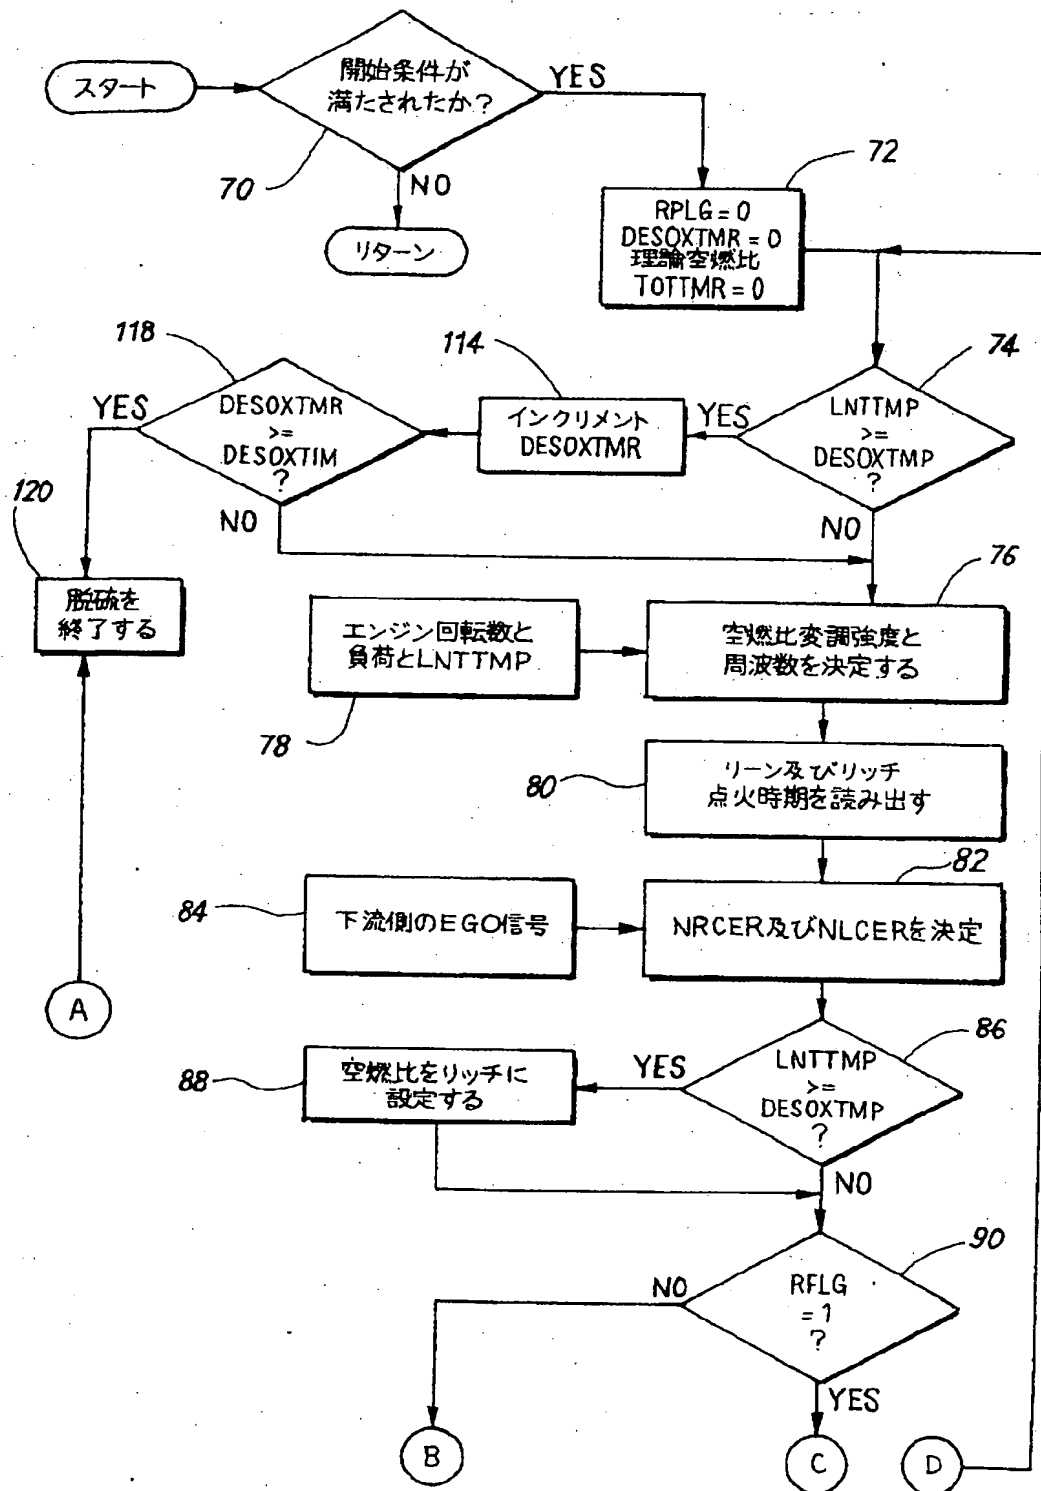 スタート
開始条件が
満たされたか?
YES
70
NO
リターン
72
RPLG = 0
DESOXTMR = 0
理論空燃比
TOTTMR = 0
118
114
74
YES
DESOXTMR
>=
DESOXTIM
?
インクリメント
DESOXTMR
YES
LNTTMP
>=
DESOXTMP
?
120
NO
NO
脱硫を
終了する
76
エンジン回転数と
負荷とLNTTMP
空燃比変調強度と
周波数を決定する
78
80
リーン及びリッチ
点火時期を読み出す
82
84
下流側のEGO信号
NRCER及びNLCERを決定
A
86
88
空燃比をリッチに
設定する
YES
LNTTMP
>=
DESOXTMP
?
NO
90
NO
RFLG
= 1
?
YES
B
C
D